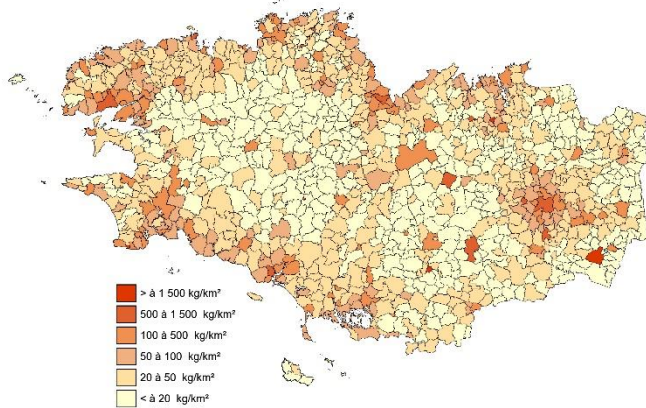 > à 1 500 kg/km²
500 à 1 500 kg/km²
100 à 500 kg/km²
50 à 100 kg/km²
20 à 50 kg/km²
< à 20 kg/km²